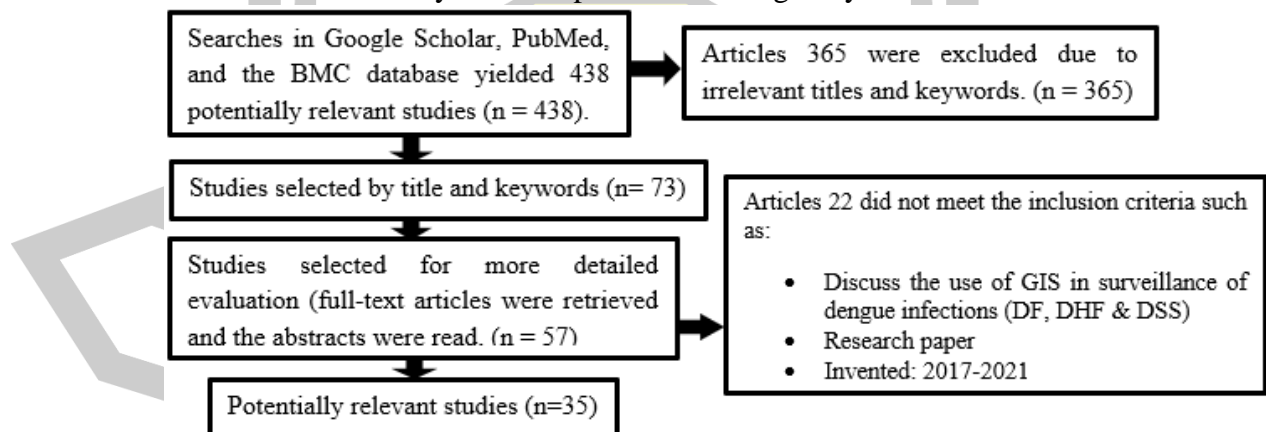 Searches in Google Scholar, PubMed,
and the BMC database yielded 438
potentially relevant studies (n = 438).
Articles 365 were excluded due to
irrelevant titles and keywords. (n = 365)
Studies selected by title and keywords (n= 73)
Studies selected for more detailed
evaluation (full-text articles were retrieved
and the abstracts were read. (n = 57)
Articles 22 did not meet the inclusion criteria such
as:
• Discuss the use of GIS in surveillance of
dengue infections (DF, DHF & DSS)
• Research paper
• Invented: 2017-2021
Potentially relevant studies (n=35)